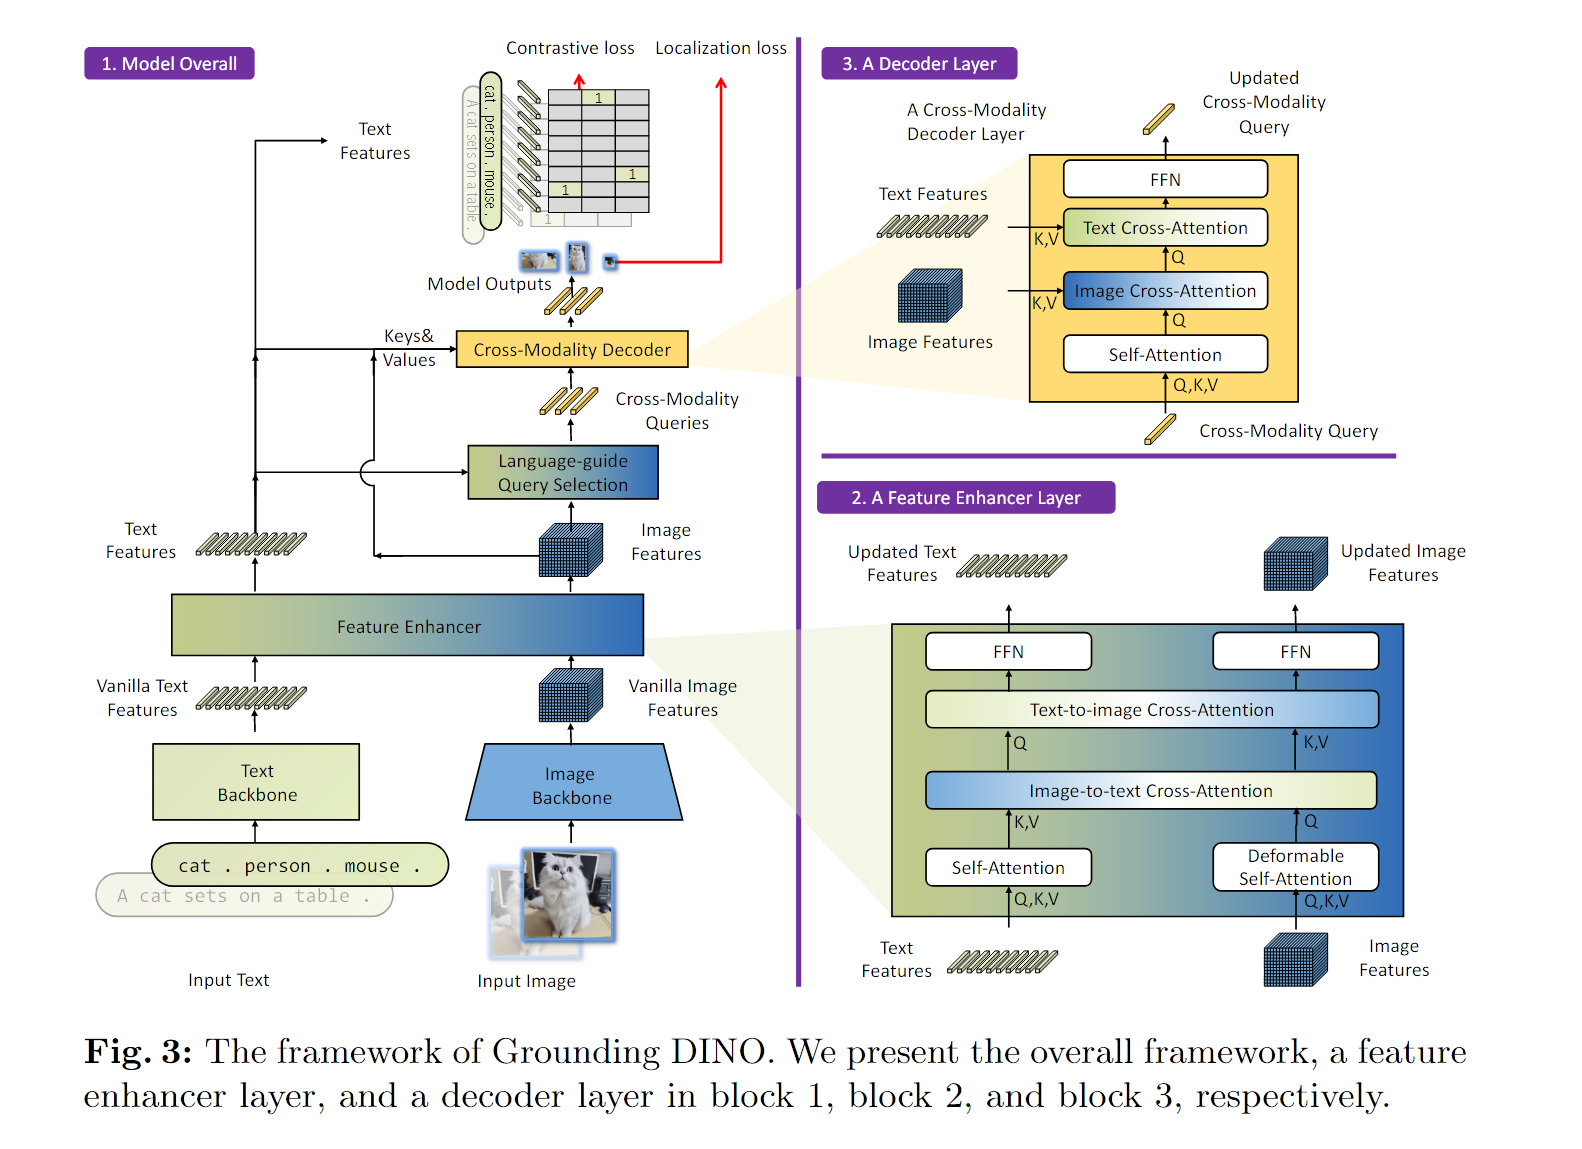 1. Model Overall
Contrastive loss
Localization loss
Text
Features
A cat sets on a table .
cat . person . mouse .
1
1
1
1
Model Outputs
Keys&
Values
Cross-Modality Decoder
Cross-Modality
Queries
Language-guide
Query Selection
Text
Features
Image
Features
Feature Enhancer
Vanilla Text
Features
Vanilla Image
Features
Text
Backbone
Image
Backbone
cat . person . mouse .
A cat sets on a table .
Input Text
Input Image
3. A Decoder Layer
A Cross-Modality
Decoder Layer
Updated
Cross-Modality
Query
FFN
Text Features
Text Cross-Attention
K,V
Q
Image Cross-Attention
K,V
Q
Image Features
Self-Attention
Q,K,V
Cross-Modality Query
2. A Feature Enhancer Layer
Updated Text
Features
Updated Image
Features
FFN
FFN
Text-to-image Cross-Attention
Q
K,V
Image-to-text Cross-Attention
K,V
Q
Self-Attention
Deformable
Self-Attention
Q,K,V
Q,K,V
Text
Features
Image
Features
Fig. 3: The framework of Grounding DINO. We present the overall framework, a feature
enhancer layer, and a decoder layer in block 1, block 2, and block 3, respectively.